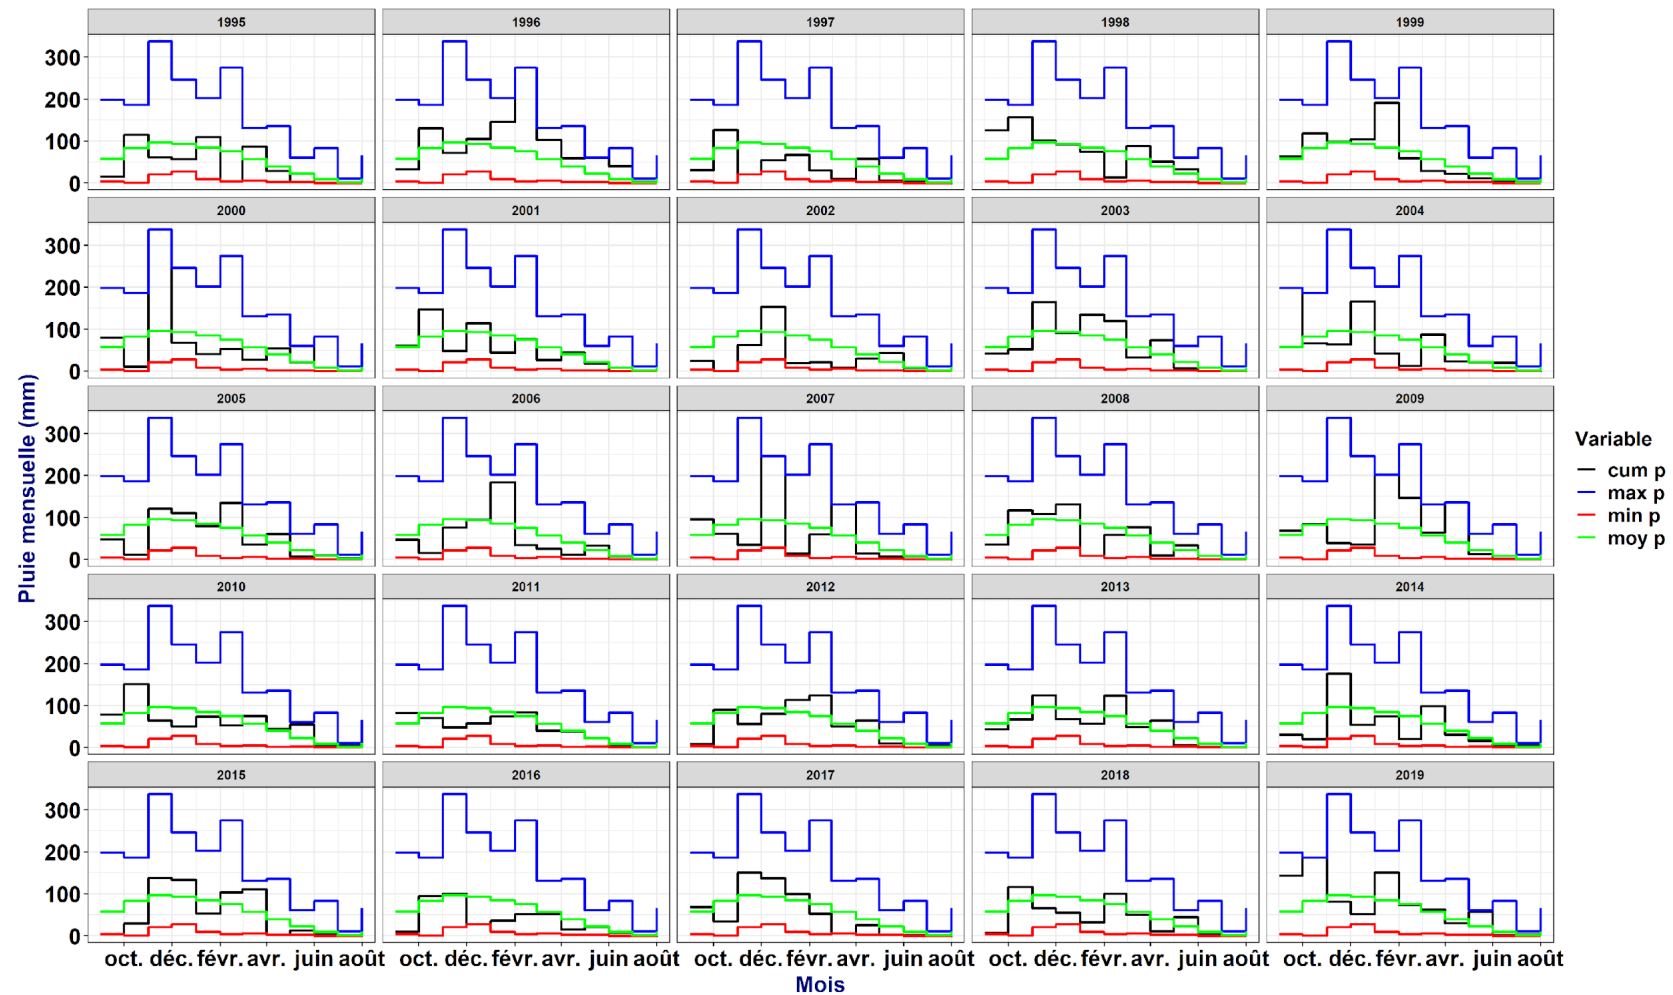 1995 1996 1997 1998 1999
300
200
100
0
2000 2001 2002 2003 2004
300
200
100
0
2005 2006 2007 2008 2009
300
200
100
0
2010 2011 2012 2013 2014
300
200
100
0
2015 2016 2017 2018 2019
300
200
100
0
oct. déc. févr. avr. juin août oct. déc. févr. avr. juin août oct. déc. févr. avr. juin août oct. déc. févr. avr. juin août oct. déc. févr. avr. juin août
Mois
Pluie mensuelle (mm)
Variable
cum p
max p
min p
moy p